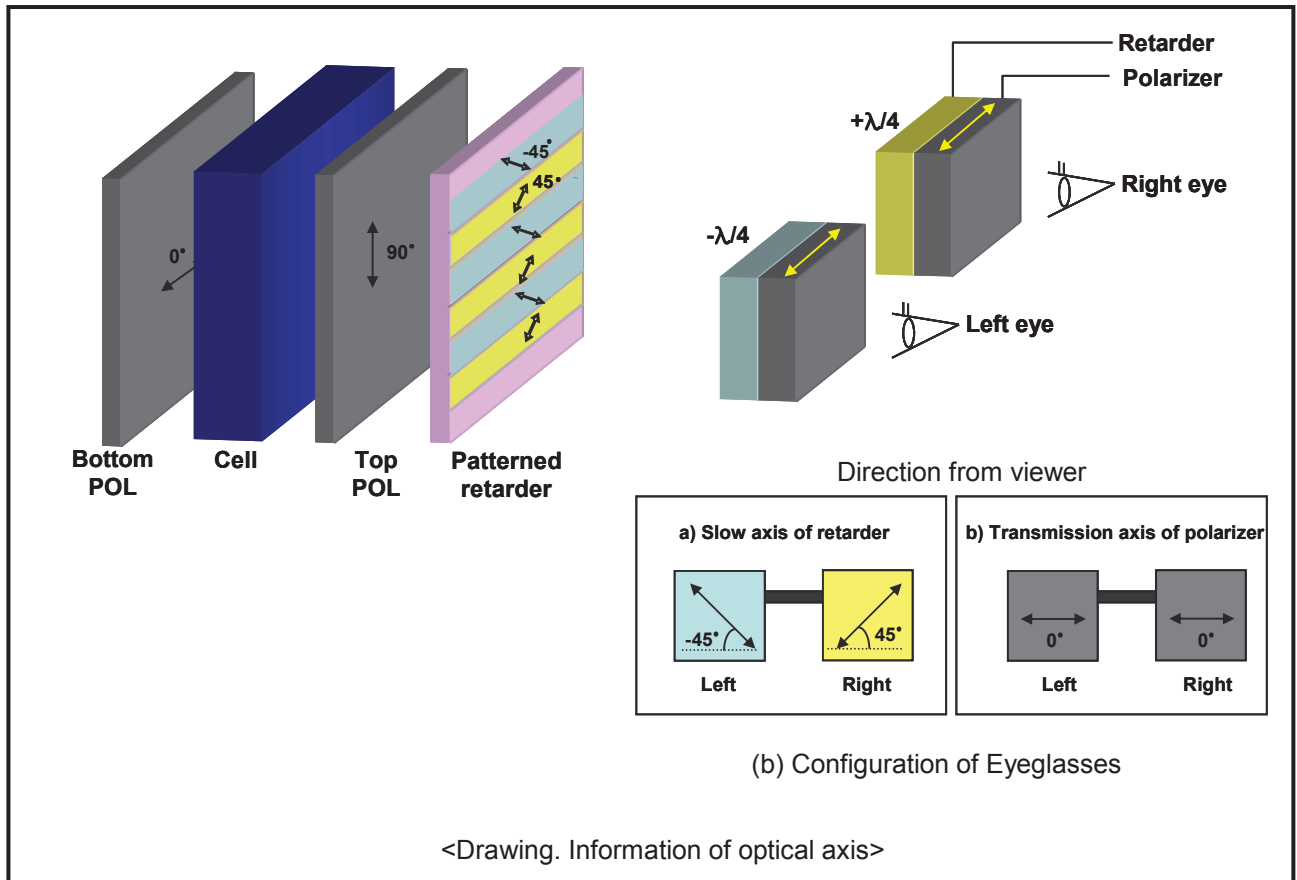 Retarder
Polarizer
+λ/4
-45°
45°
Right eye
0°
90°
-λ/4
Left eye
Bottom
POL
Cell
Top
POL
Patterned
retarder
Direction from viewer
a) Slow axis of retarder
-45°
45°
Left
Right
b) Transmission axis of polarizer
0°
0°
Left
Right
(b) Configuration of Eyeglasses
<Drawing. Information of optical axis>